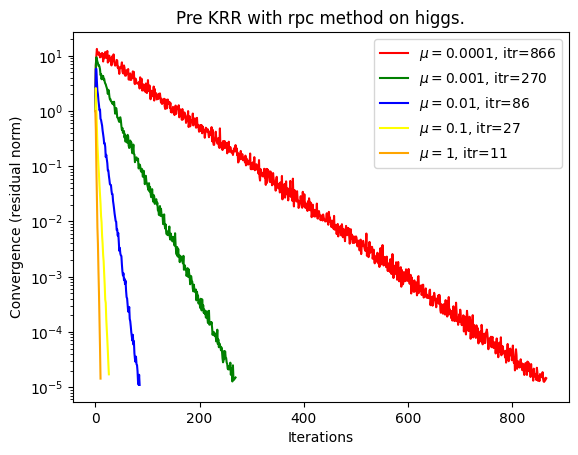 Pre KRR with rpc method on higgs.
Convergence (residual norm)
10¹
10⁰
10⁻¹
10⁻²
10⁻³
10⁻⁴
10⁻⁵
μ = 0.0001, itr=866
μ = 0.001, itr=270
μ = 0.01, itr=86
μ = 0.1, itr=27
μ = 1, itr=11
0 200 400 600 800
Iterations